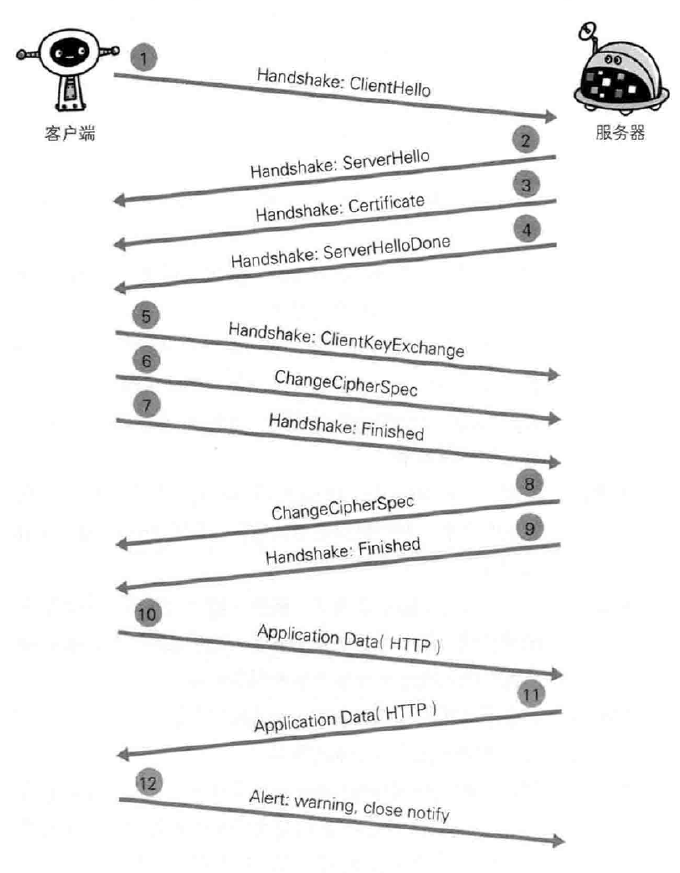 1
Handshake: ClientHello
客户端
服务器
2
Handshake: ServerHello
3
Handshake: Certificate
4
Handshake: ServerHelloDone
5
Handshake: ClientKeyExchange
6
ChangeCipherSpec
7
Handshake: Finished
8
ChangeCipherSpec
9
Handshake: Finished
10
Application Data( HTTP )
11
Application Data( HTTP )
12
Alert: warning, close notify